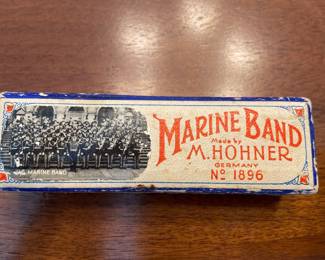 MARINE BAND
Made by
M. HOHNER
GERMANY
No 1896
MARINE BAND